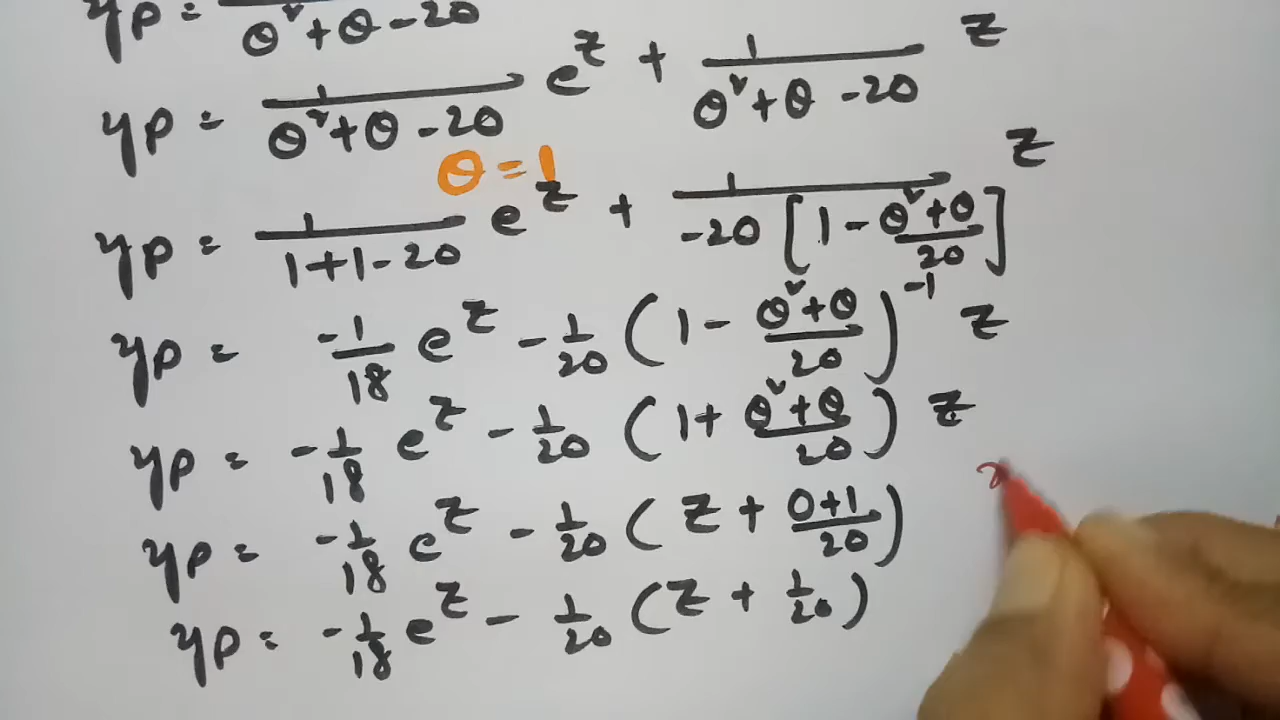 yp = θ² + θ - 20
yp = 1/(θ² + θ - 20) e^z + 1/(θ² + θ - 20) z
θ = 1
yp = 1/(1+1-20) e^z + 1/(-20 [1 - (θ² + θ)/20]) z
yp = -1/18 e^z - 1/20 (1 - (θ² + θ)/20)^-1 z
yp = -1/18 e^z - 1/20 (1 + (θ² + θ)/20) z
yp = -1/18 e^z - 1/20 (z + (0+1)/20)
yp = -1/18 e^z - 1/20 (z + 1/20)